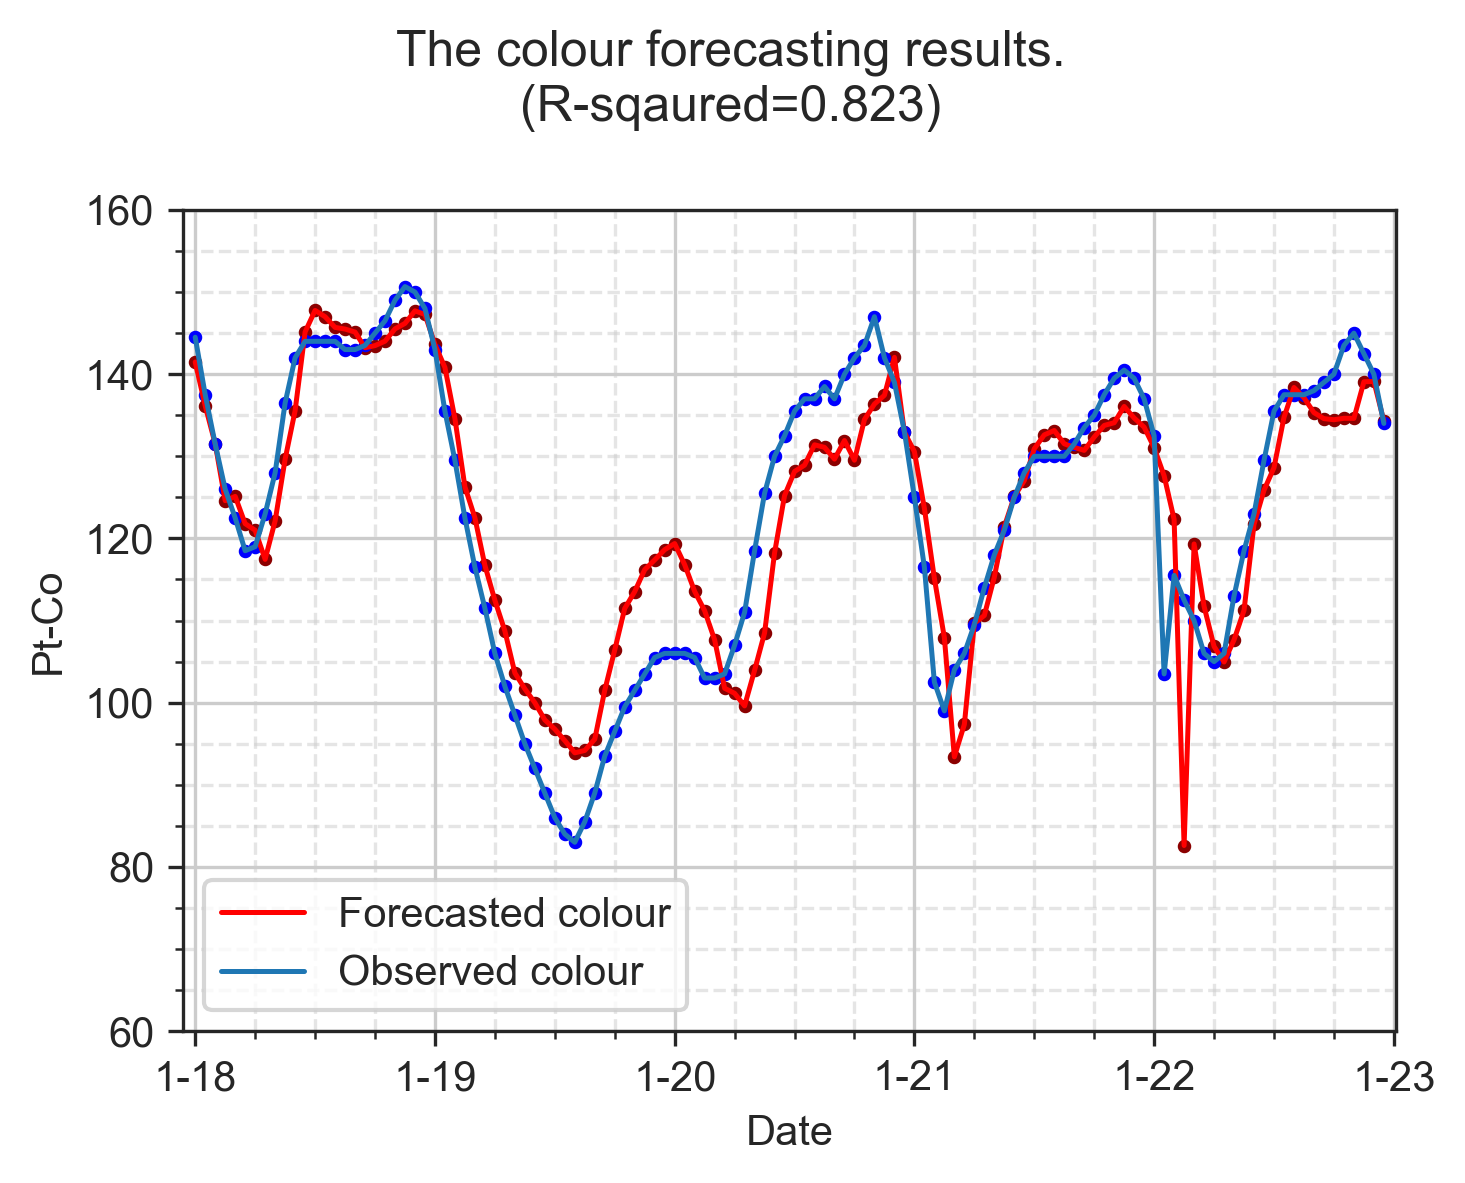 The colour forecasting results.
(R-sqaured=0.823)
160
140
120
100
80
60
Pt-Co
Forecasted colour
Observed colour
1-18 1-19 1-20 1-21 1-22 1-23
Date